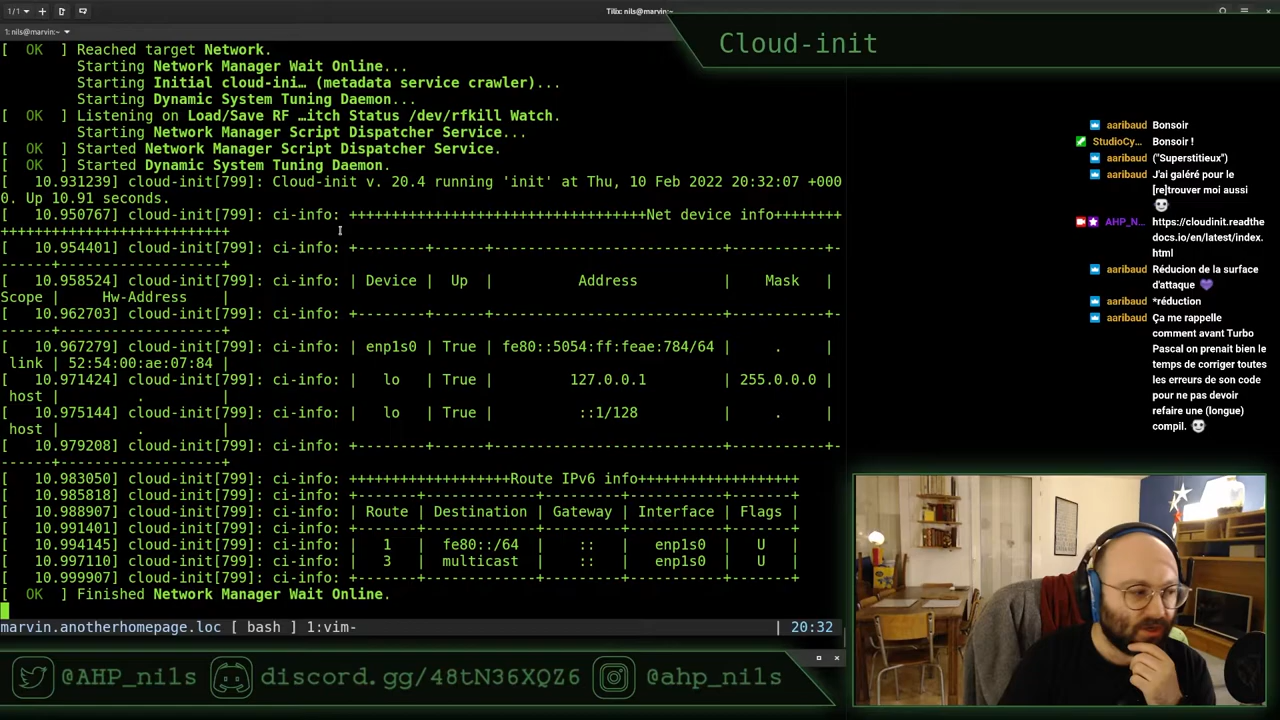 1/1
Tilix: nils@marvin:~
1: nils@marvin:~
Cloud-init
[  OK  ] Reached target Network.
Starting Network Manager Wait Online...
Starting Initial cloud-ini… (metadata service crawler)...
Starting Dynamic System Tuning Daemon...
[  OK  ] Listening on Load/Save RF …itch Status /dev/rfkill Watch.
Starting Network Manager Script Dispatcher Service...
[  OK  ] Started Network Manager Script Dispatcher Service.
[  OK  ] Started Dynamic System Tuning Daemon.
[   10.931239] cloud-init[799]: Cloud-init v. 20.4 running 'init' at Thu, 10 Feb 2022 20:32:07 +000
0. Up 10.91 seconds.
[   10.950767] cloud-init[799]: ci-info: +++++++++++++++++++++++++++++++++++++Net device info++++++++
+++++++++++++++++++++++++++
[   10.954401] cloud-init[799]: ci-info: +--------+------+----------------------------+-----------+-
------+-------------------+
[   10.958524] cloud-init[799]: ci-info: | Device |  Up  |          Address           |    Mask   |
Scope |     Hw-Address    |
[   10.962703] cloud-init[799]: ci-info: +--------+------+----------------------------+-----------+-
------+-------------------+
[   10.967279] cloud-init[799]: ci-info: | enp1s0 | True | fe80::5054:ff:feae:784/64 |     .     |
link | 52:54:00:ae:07:84 |
[   10.971424] cloud-init[799]: ci-info: |   lo   | True |         127.0.0.1          | 255.0.0.0 |
host |         .         |
[   10.975144] cloud-init[799]: ci-info: |   lo   | True |          ::1/128           |     .     |
host |         .         |
[   10.979208] cloud-init[799]: ci-info: +--------+------+----------------------------+-----------+-
------+-------------------+
[   10.983050] cloud-init[799]: ci-info: +++++++++++++++++++Route IPv6 info+++++++++++++++++++
[   10.985818] cloud-init[799]: ci-info: +-------+-------------+---------+-----------+-------+
[   10.988907] cloud-init[799]: ci-info: | Route | Destination | Gateway | Interface | Flags |
[   10.991401] cloud-init[799]: ci-info: +-------+-------------+---------+-----------+-------+
[   10.994145] cloud-init[799]: ci-info: |   1   |  fe80::/64  |    ::   |   enp1s0  |   U   |
[   10.997110] cloud-init[799]: ci-info: |   3   |  multicast  |    ::   |   enp1s0  |   U   |
[   10.999907] cloud-init[799]: ci-info: +-------+-------------+---------+-----------+-------+
[  OK  ] Finished Network Manager Wait Online.
marvin.anotherhomepage.loc [ bash ] 1:vim- | 20:32
aaribaud Bonsoir
StudioCy… Bonsoir !
aaribaud ("Superstitieux")
aaribaud J'ai galéré pour le
[re]trouver moi aussi
AHP_N… https://cloudinit.readthe
docs.io/en/latest/index.
html
aaribaud Réducion de la surface
d'attaque
aaribaud *réduction
aaribaud Ça me rappelle
comment avant Turbo
Pascal on prenait bien le
temps de corriger toutes
les erreurs de son code
pour ne pas devoir
refaire une (longue)
compil.
@AHP_nils discord.gg/48tN36XQZ6 @ahp_nils